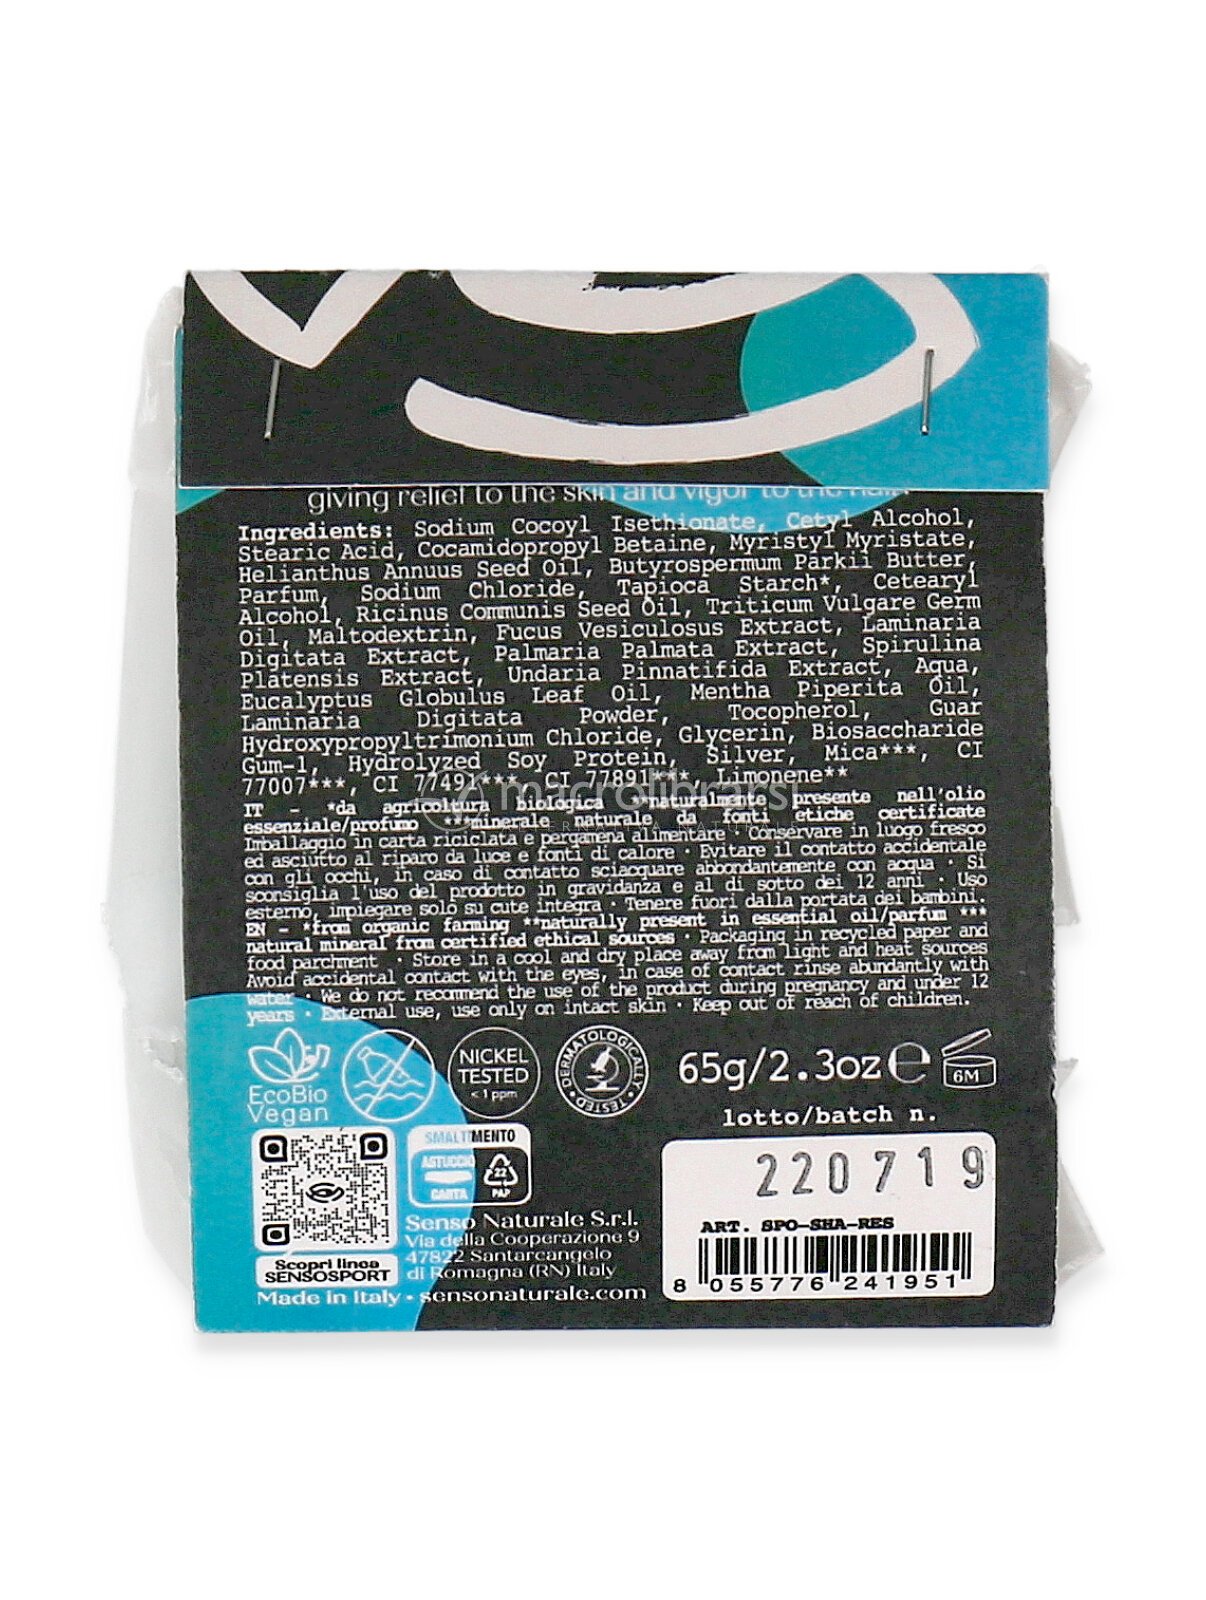 giving relief to the skin and vigor to the hair.
Ingredients: Sodium Cocoyl Isethionate, Cetyl Alcohol,
Stearic Acid, Cocamidopropyl Betaine, Myristyl Myristate,
Helianthus Annuus Seed Oil, Butyrospermum Parkii Butter,
Parfum, Sodium Chloride, Tapioca Starch*, Cetearyl
Alcohol, Ricinus Communis Seed Oil, Triticum Vulgare Germ
Oil, Maltodextrin, Fucus Vesiculosus Extract, Laminaria
Digitata Extract, Palmaria Palmata Extract, Spirulina
Platensis Extract, Undaria Pinnatifida Extract, Aqua,
Eucalyptus Globulus Leaf Oil, Mentha Piperita Oil,
Laminaria Digitata Powder, Tocopherol, Guar
Hydroxypropyltrimonium Chloride, Glycerin, Biosaccharide
Gum-1, Hydrolyzed Soy Protein, Silver, Mica***, CI
77007***, CI 77491***, CI 77891***, Limonene**
macrolibrarsi
IT - *da agricoltura biologica **naturalmente presente nell'olio
essenziale/profumo ***minerale naturale da fonti etiche certificate
Imballaggio in carta riciclata e pergamena alimentare · Conservare in luogo fresco
ed asciutto al riparo da luce e fonti di calore · Evitare il contatto accidentale
con gli occhi, in caso di contatto sciacquare abbondantemente con acqua · Si
sconsiglia l'uso del prodotto in gravidanza e al di sotto dei 12 anni · Uso
esterno, impiegare solo su cute integra · Tenere fuori dalla portata dei bambini.
EN - *from organic farming **naturally present in essential oil/parfum ***
natural mineral from certified ethical sources · Packaging in recycled paper and
food parchment · Store in a cool and dry place away from light and heat sources
Avoid accidental contact with the eyes, in case of contact rinse abundantly with
water · We do not recommend the use of the product during pregnancy and under 12
years · External use, use only on intact skin · Keep out of reach of children.
EcoBio
Vegan
NICKEL
TESTED
< 1 ppm
DERMATOLOGICALLY
• TESTED •
65g/2.3oz ℮
6M
lotto/batch n.
220719
SMALTIMENTO
ASTUCCIO
CARTA
22
PAP
ART. SPO-SHA-RES
8 055776 241951
Scopri linea
SENSOSPORT
Senso Naturale S.r.l.
Via della Cooperazione 9
47822 Santarcangelo
di Romagna (RN) Italy
Made in Italy • sensonaturale.com